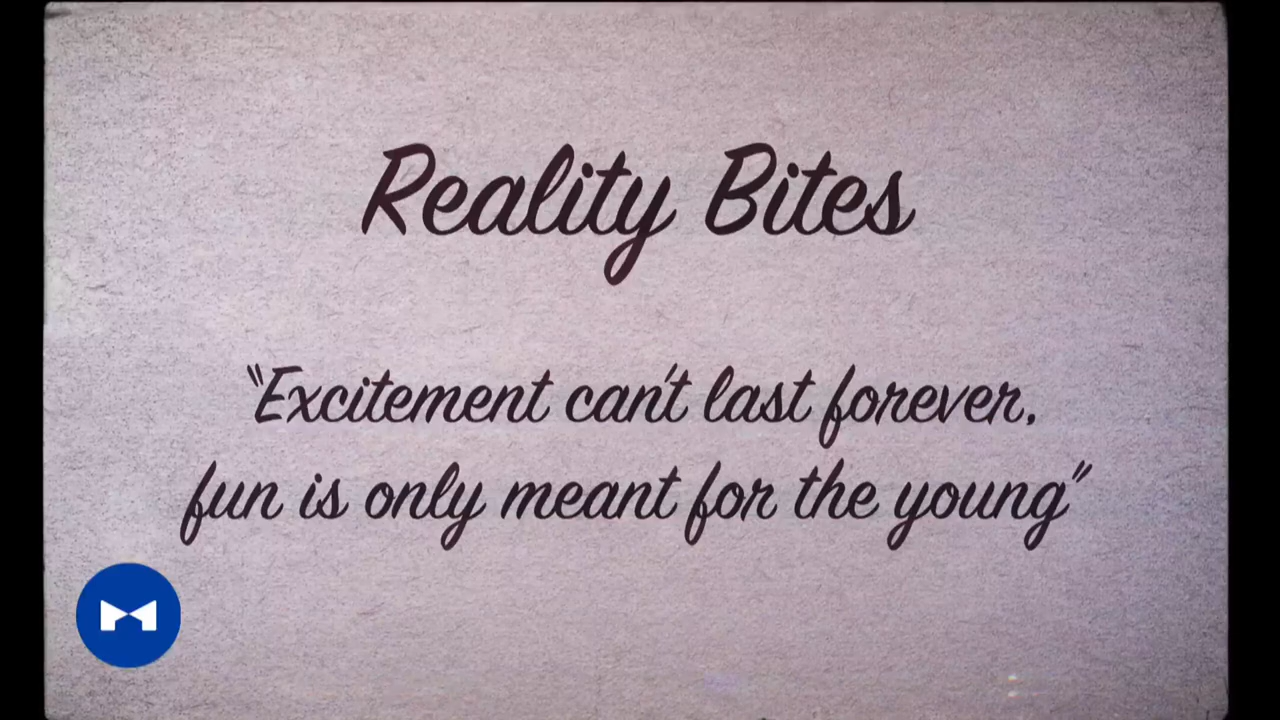 Reality Bites
"Excitement can't last forever,
fun is only meant for the young"